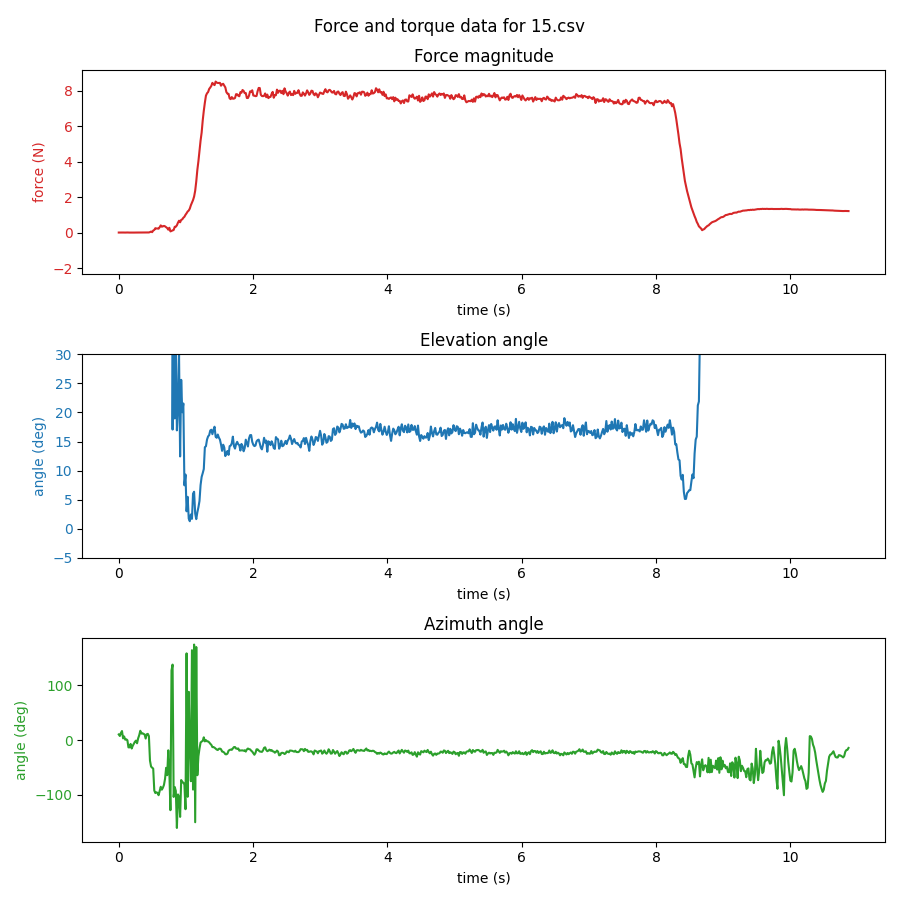 Force and torque data for 15.csv
Force magnitude
8
6
4
2
0
−2
force (N)
0 2 4 6 8 10
time (s)
Elevation angle
30
25
20
15
10
5
0
−5
angle (deg)
0 2 4 6 8 10
time (s)
Azimuth angle
100
0
−100
angle (deg)
0 2 4 6 8 10
time (s)